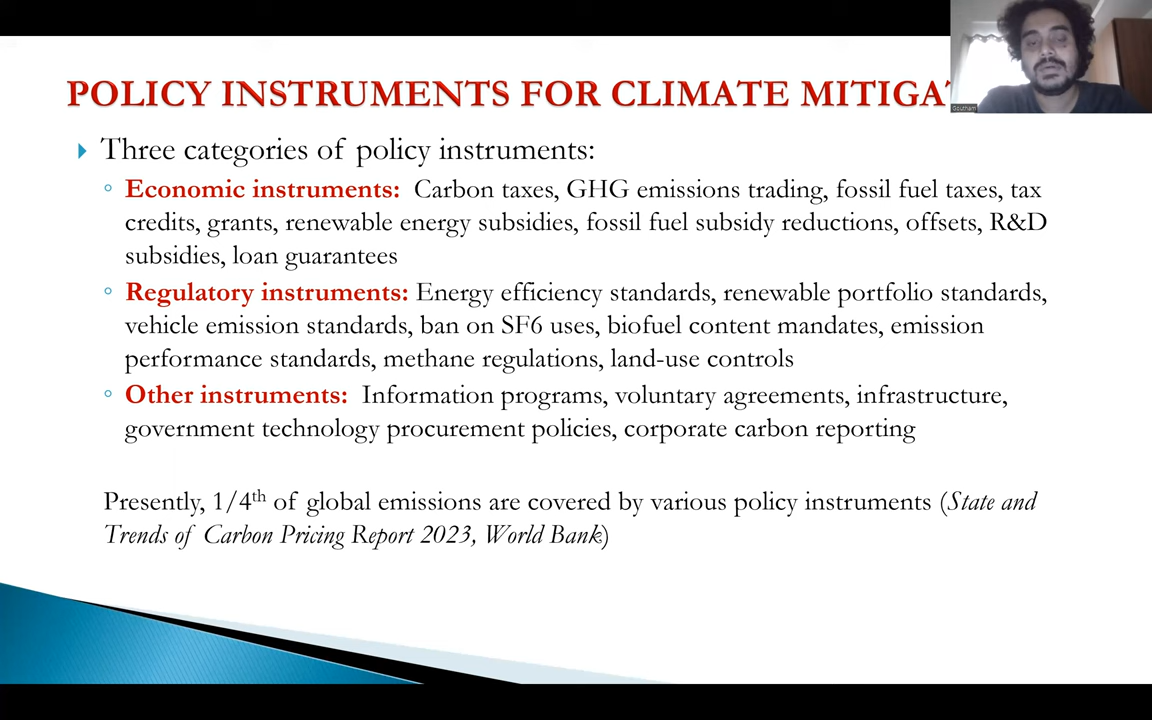 POLICY INSTRUMENTS FOR CLIMATE
Three categories of policy instruments:
Economic instruments: Carbon taxes, GHG emissions trading, fossil fuel taxes, tax
credits, grants, renewable energy subsidies, fossil fuel subsidy reductions, offsets, R&D
subsidies, loan guarantees
Regulatory instruments: Energy efficiency standards, renewable portfolio standards,
vehicle emission standards, ban on SF6 uses, biofuel content mandates, emission
performance standards, methane regulations, land-use controls
Other instruments: Information programs, voluntary agreements, infrastructure,
government technology procurement policies, corporate carbon reporting
Presently, 1/4th of global emissions are covered by various policy instruments (State and
Trends of Carbon Pricing Report 2023, World Bank)
Goutham